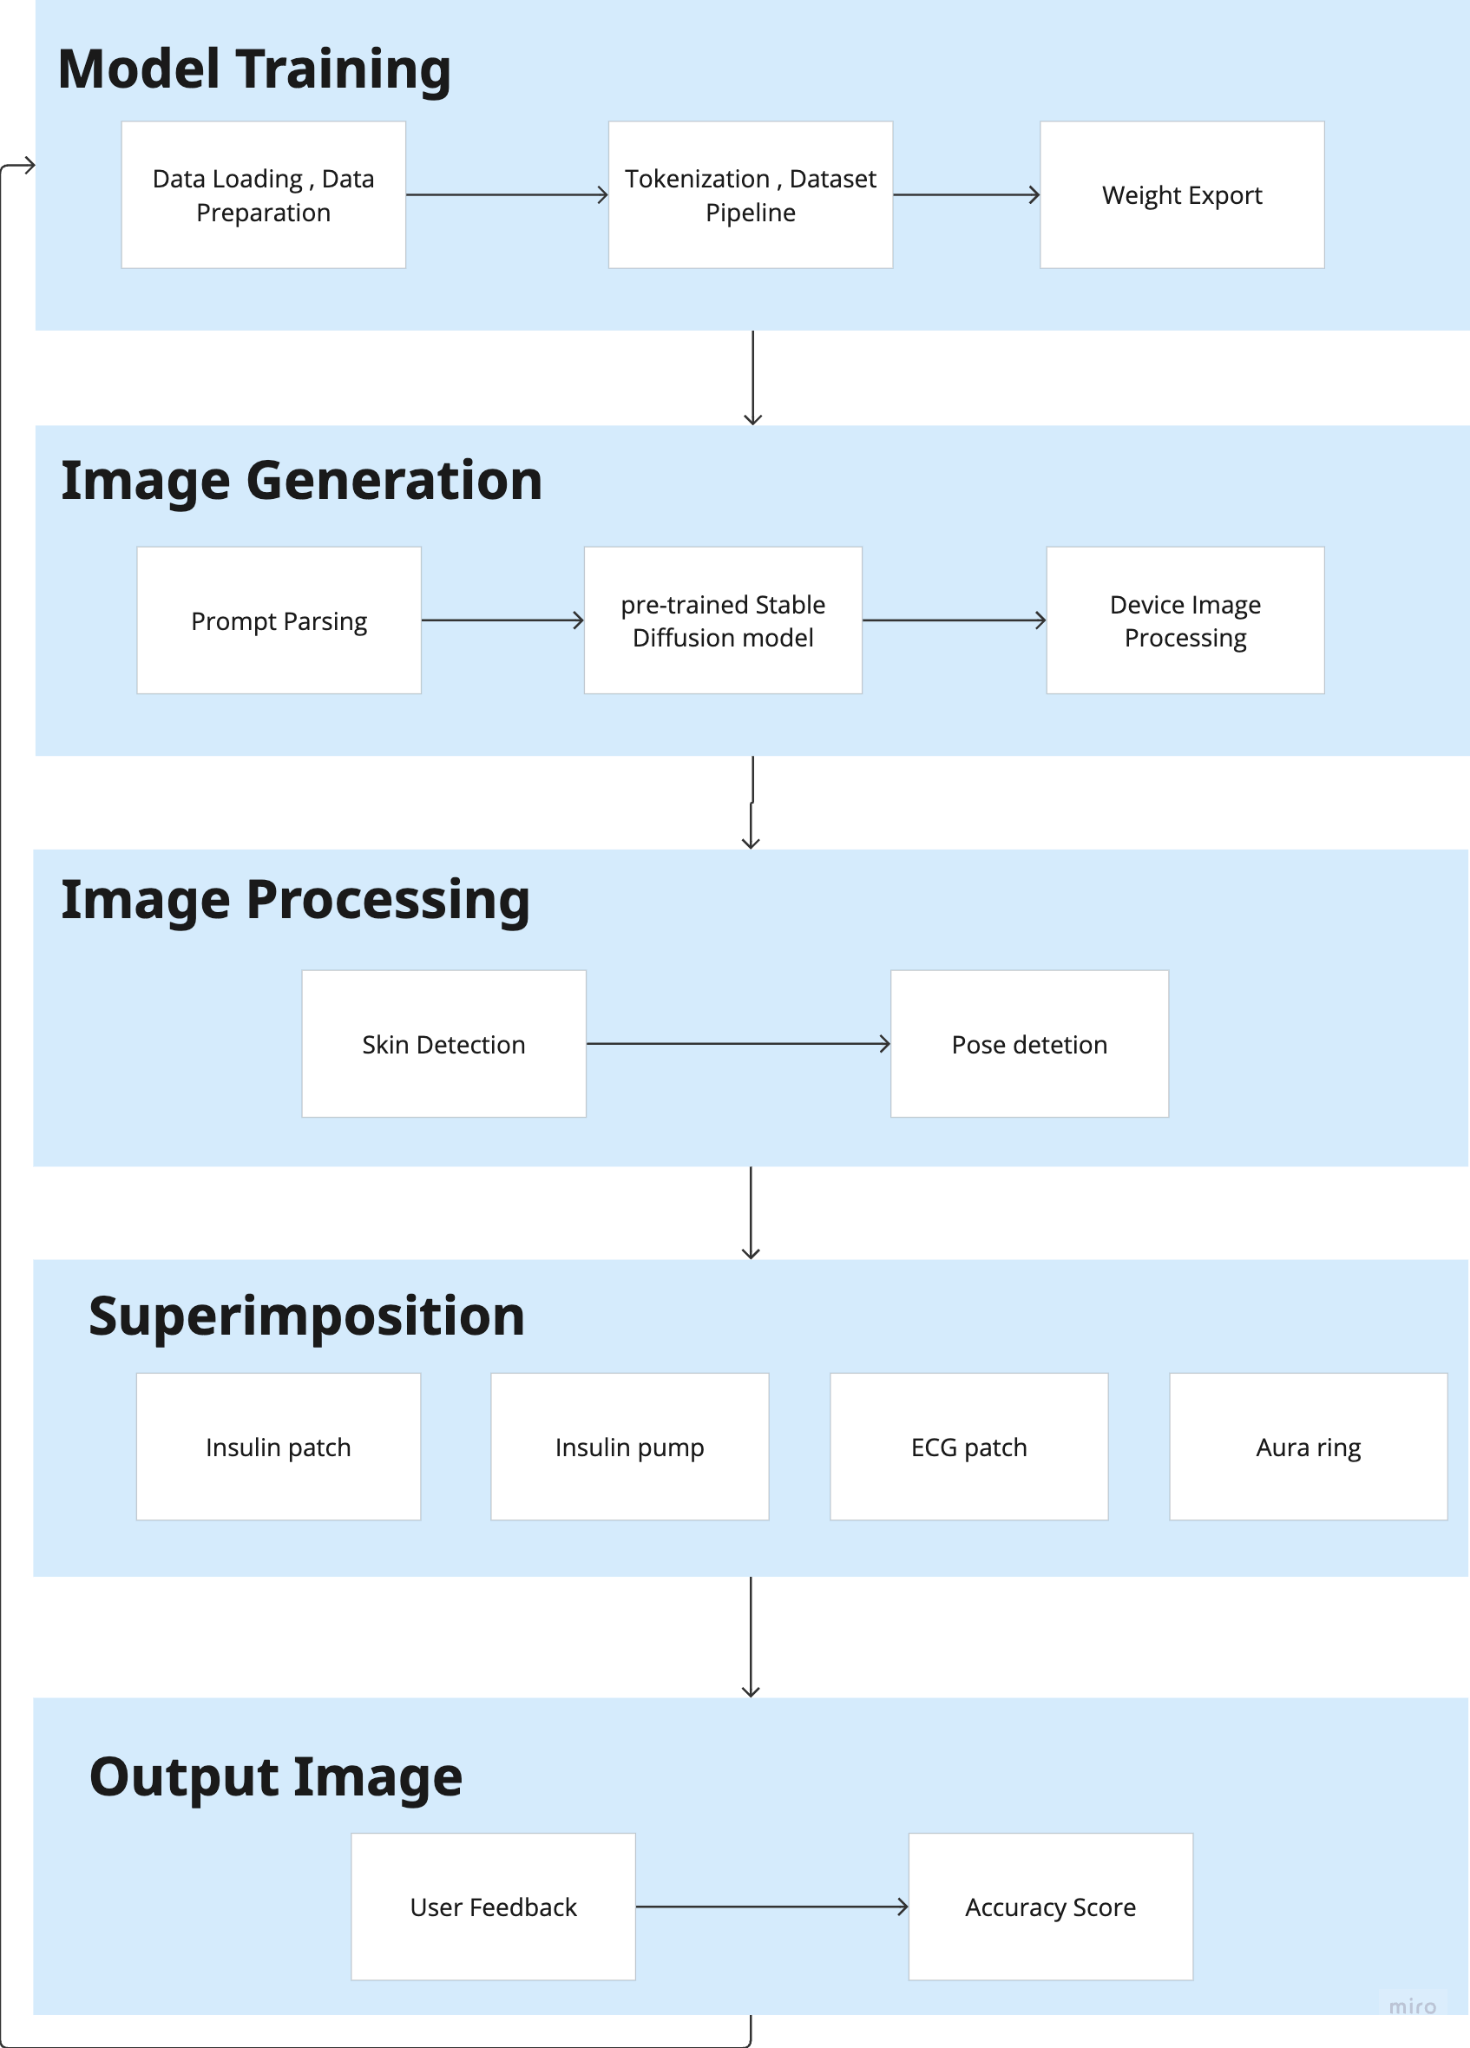 Model Training
Data Loading , Data
Preparation
Tokenization , Dataset
Pipeline
Weight Export
Image Generation
Prompt Parsing
pre-trained Stable
Diffusion model
Device Image
Processing
Image Processing
Skin Detection
Pose detetion
Superimposition
Insulin patch
Insulin pump
ECG patch
Aura ring
Output Image
User Feedback
Accuracy Score
miro